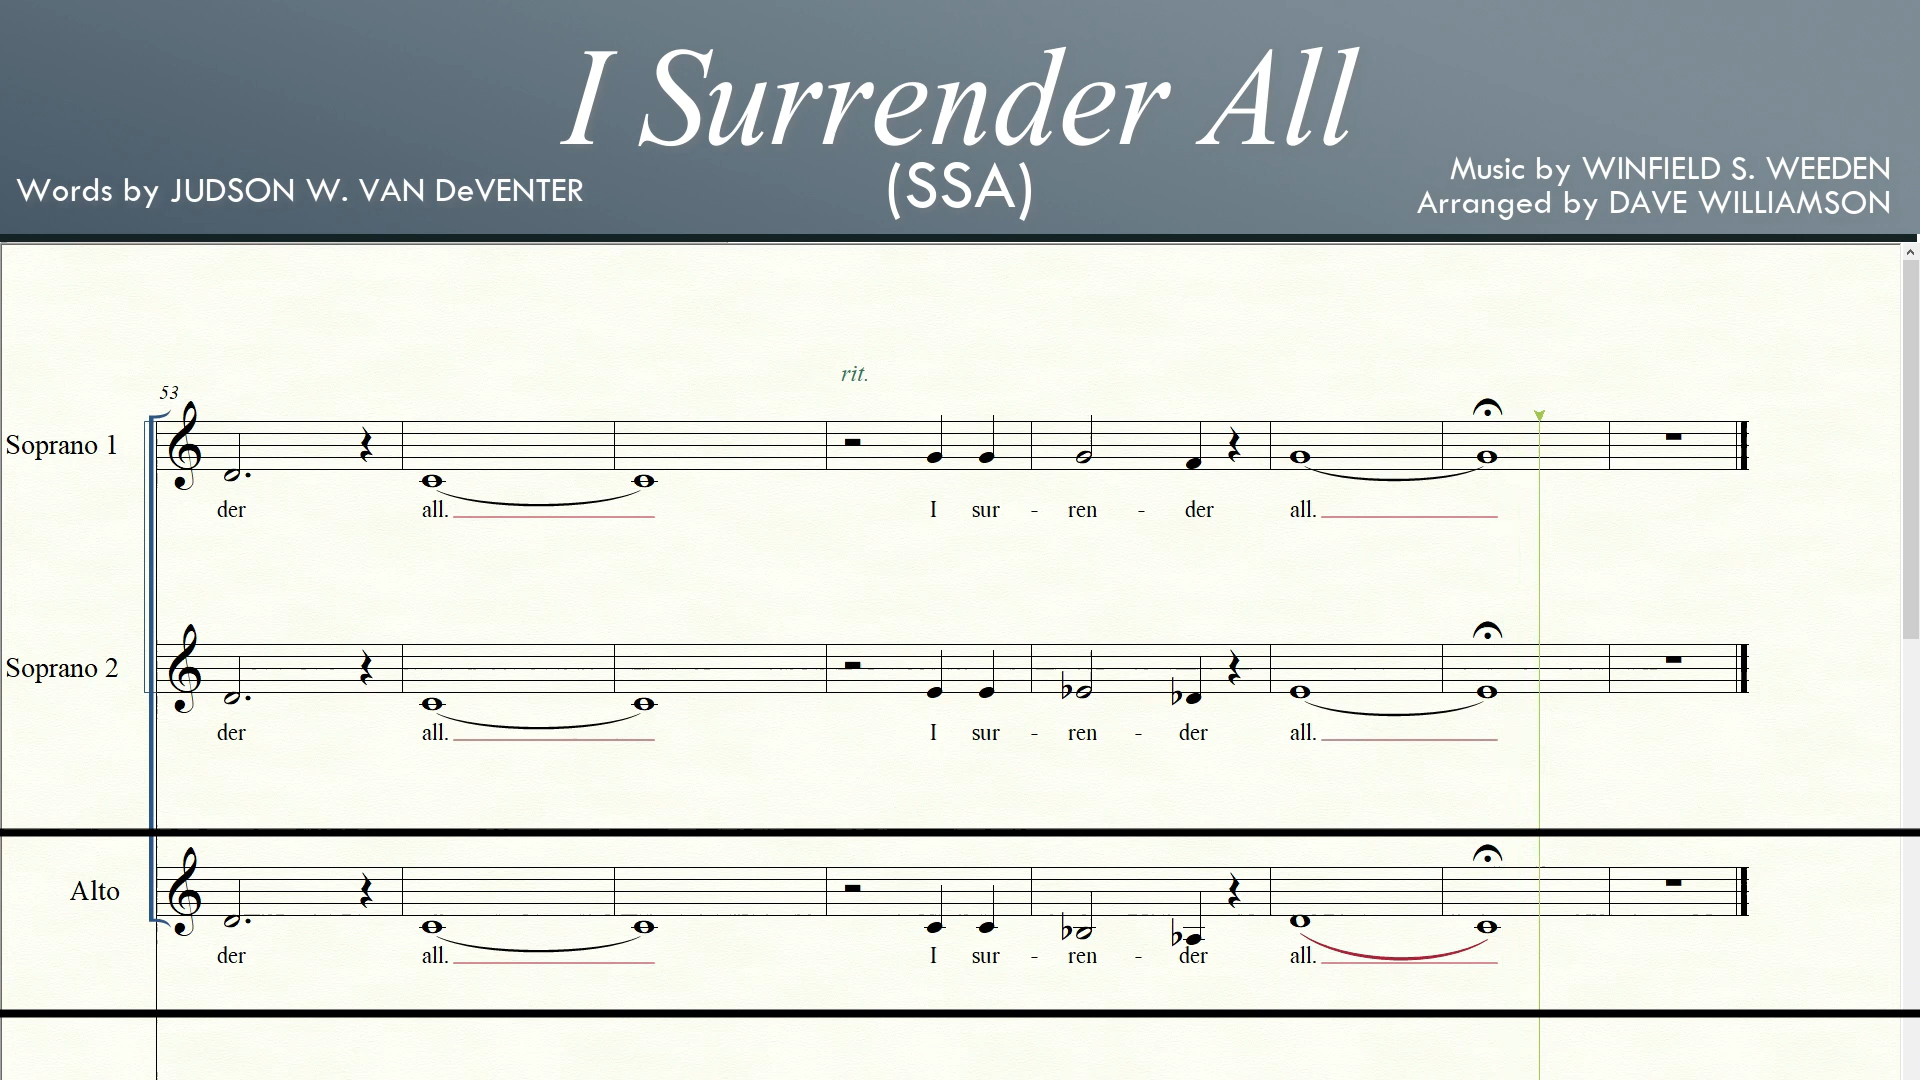 I Surrender All
(SSA)
Words by JUDSON W. VAN DeVENTER
Music by WINFIELD S. WEEDEN
Arranged by DAVE WILLIAMSON
rit.
53
Soprano 1
der all. I sur - ren - der all.
Soprano 2
der all. I sur - ren - der all.
Alto
der all. I sur - ren - der all.